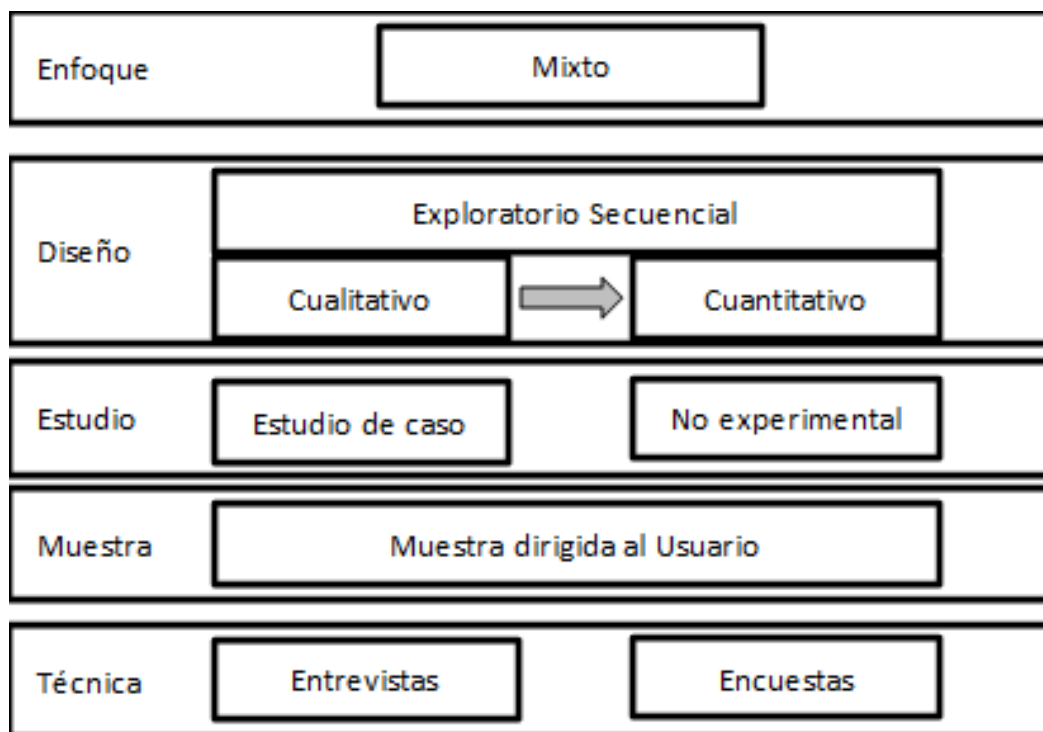 Enfoque
Mixto
Diseño
Exploratorio Secuencial
Cualitativo
Cuantitativo
Estudio
Estudio de caso
No experimental
Muestra
Muestra dirigida al Usuario
Técnica
Entrevistas
Encuestas